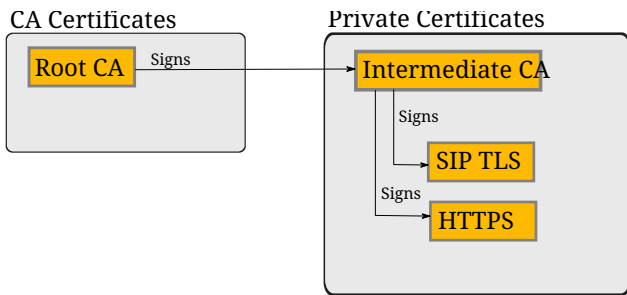 CA Certificates
Private Certificates
Root CA
Signs
Intermediate CA
Signs
SIP TLS
Signs
HTTPS